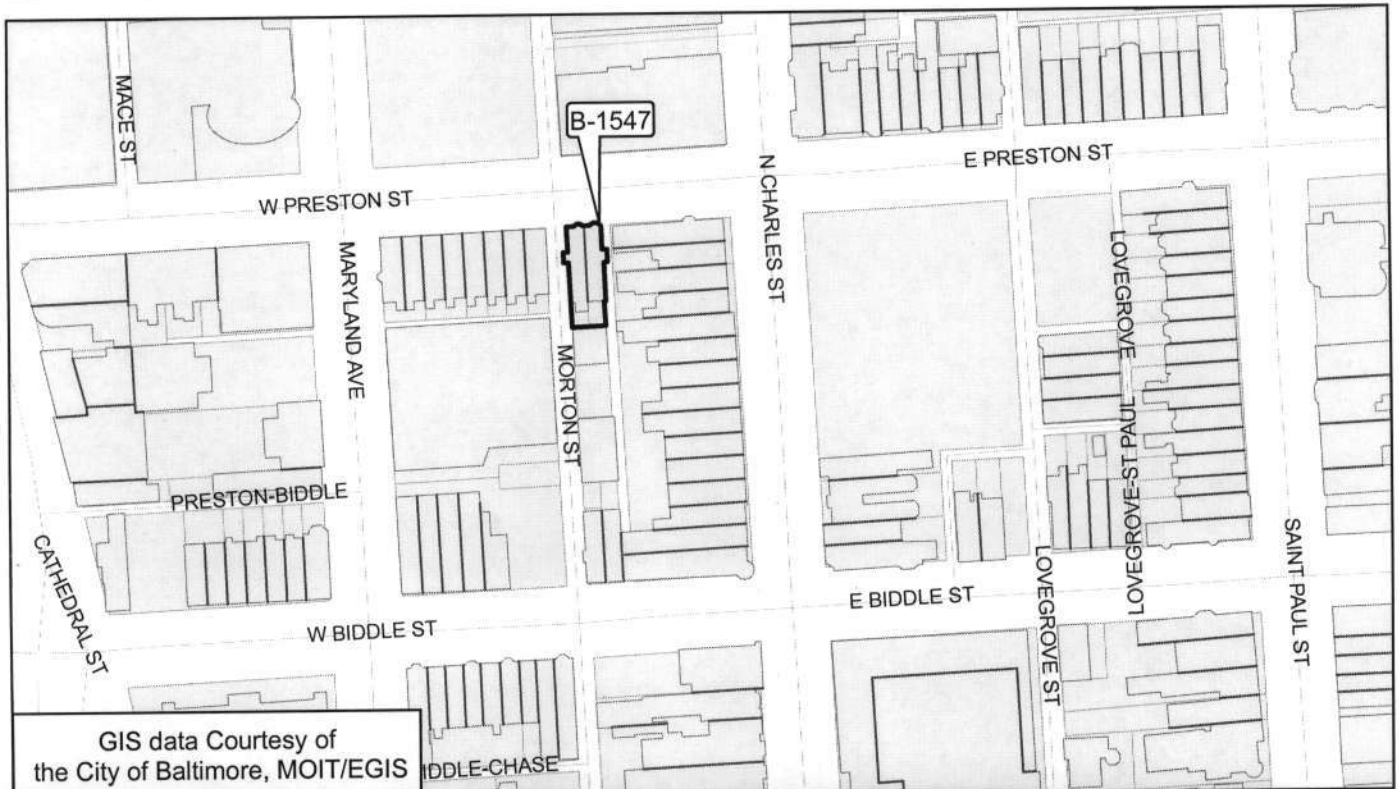 MACE ST
B-1547
E PRESTON ST
W PRESTON ST
N CHARLES ST
MARYLAND AVE
LOVEGROVE
MORTON ST
LOVEGROVE-ST PAUL
PRESTON-BIDDLE
CATHEDRAL ST
LOVEGROVE ST
SAINT PAUL ST
E BIDDLE ST
W BIDDLE ST
GIS data Courtesy of
the City of Baltimore, MOIT/EGIS
IDDLE-CHASE